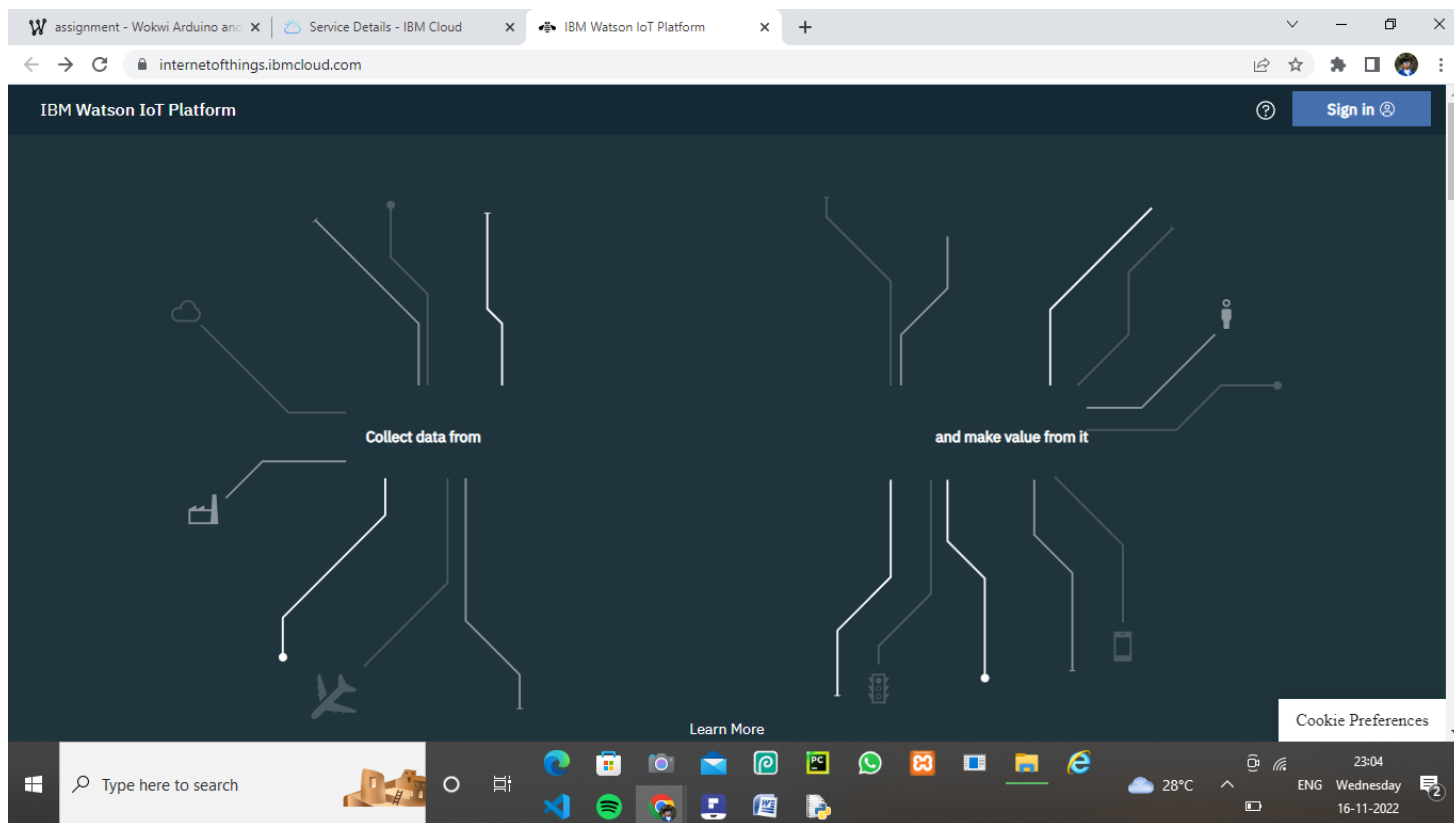 assignment - Wokwi Arduino and
Service Details - IBM Cloud
IBM Watson IoT Platform
internetofthings.ibmcloud.com
IBM Watson IoT Platform
Sign in
Collect data from
and make value from it
Learn More
Cookie Preferences
Type here to search
28°C
ENG
23:04
Wednesday
16-11-2022
2